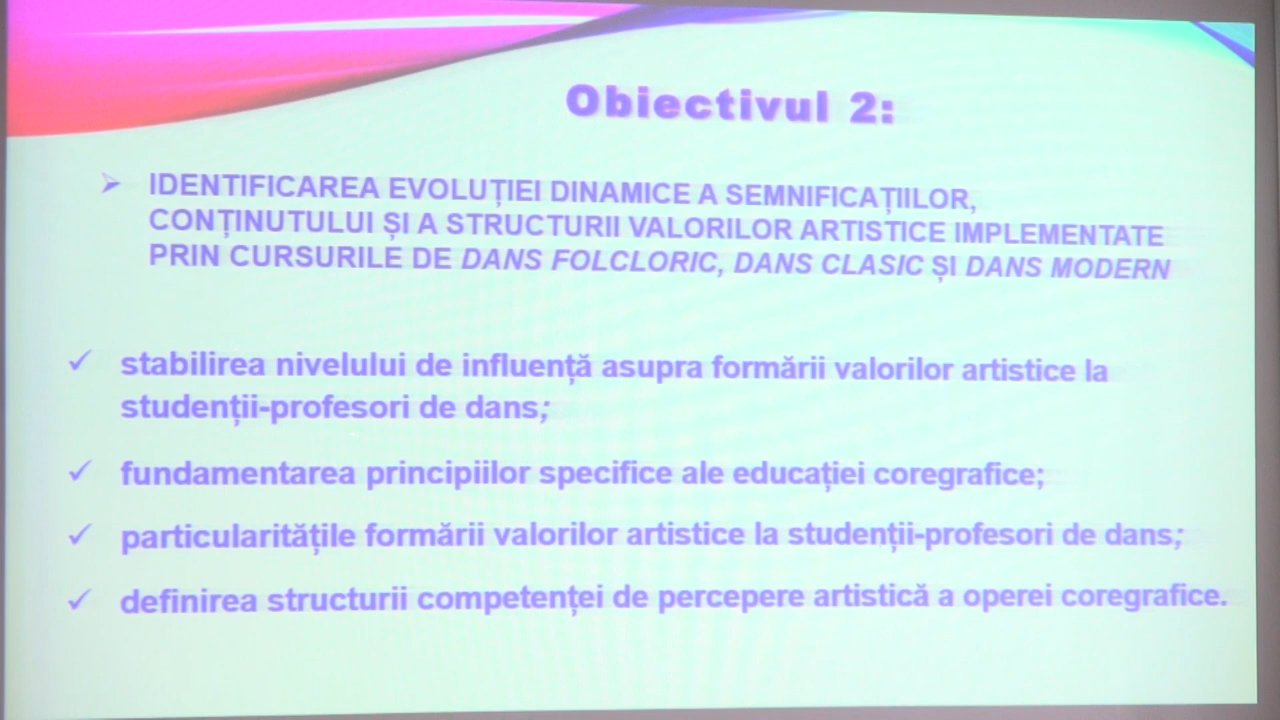 Obiectivul 2:
➢ IDENTIFICAREA EVOLUȚIEI DINAMICE A SEMNIFICAȚIILOR,
CONȚINUTULUI ȘI A STRUCTURII VALORILOR ARTISTICE IMPLEMENTATE
PRIN CURSURILE DE DANS FOLCLORIC, DANS CLASIC ȘI DANS MODERN
✓ stabilirea nivelului de influență asupra formării valorilor artistice la
studenții-profesori de dans;
✓ fundamentarea principiilor specifice ale educației coregrafice;
✓ particularitățile formării valorilor artistice la studenții-profesori de dans;
✓ definirea structurii competenței de percepere artistică a operei coregrafice.